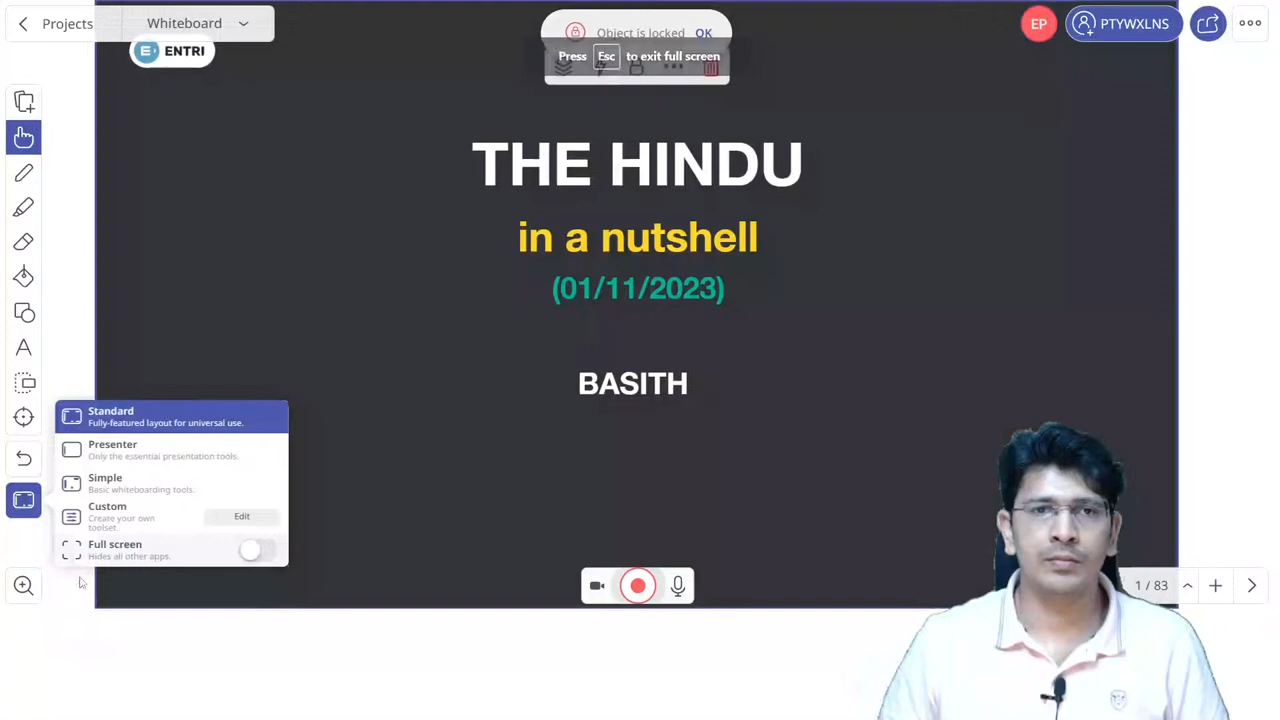 Projects
Whiteboard
Object is locked OK
Press Esc to exit full screen
EP
PTYWXLNS
E ENTRI
THE HINDU
in a nutshell
(01/11/2023)
BASITH
Standard
Fully-featured layout for universal use.
Presenter
Only the essential presentation tools.
Simple
Basic whiteboarding tools.
Custom
Create your own
toolset.
Edit
Full screen
Hides all other apps.
A
1 / 83